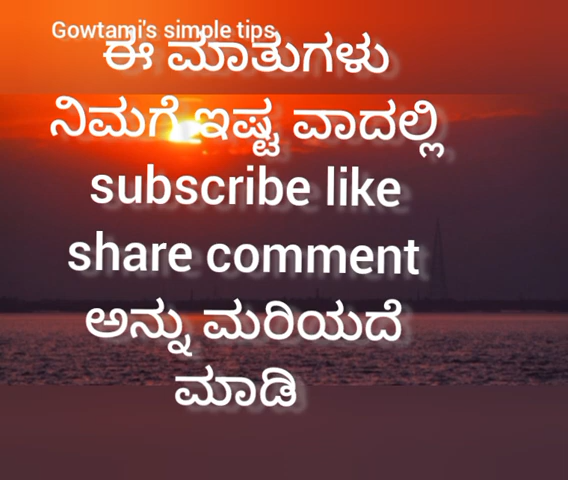 Gowtami's simple tips
ಈ ಮಾತುಗಳು
ನಿಮಗೆ ಇಷ್ಟ ವಾದಲ್ಲಿ
subscribe like
share comment
ಅನ್ನು ಮರಿಯದೆ
ಮಾಡಿ